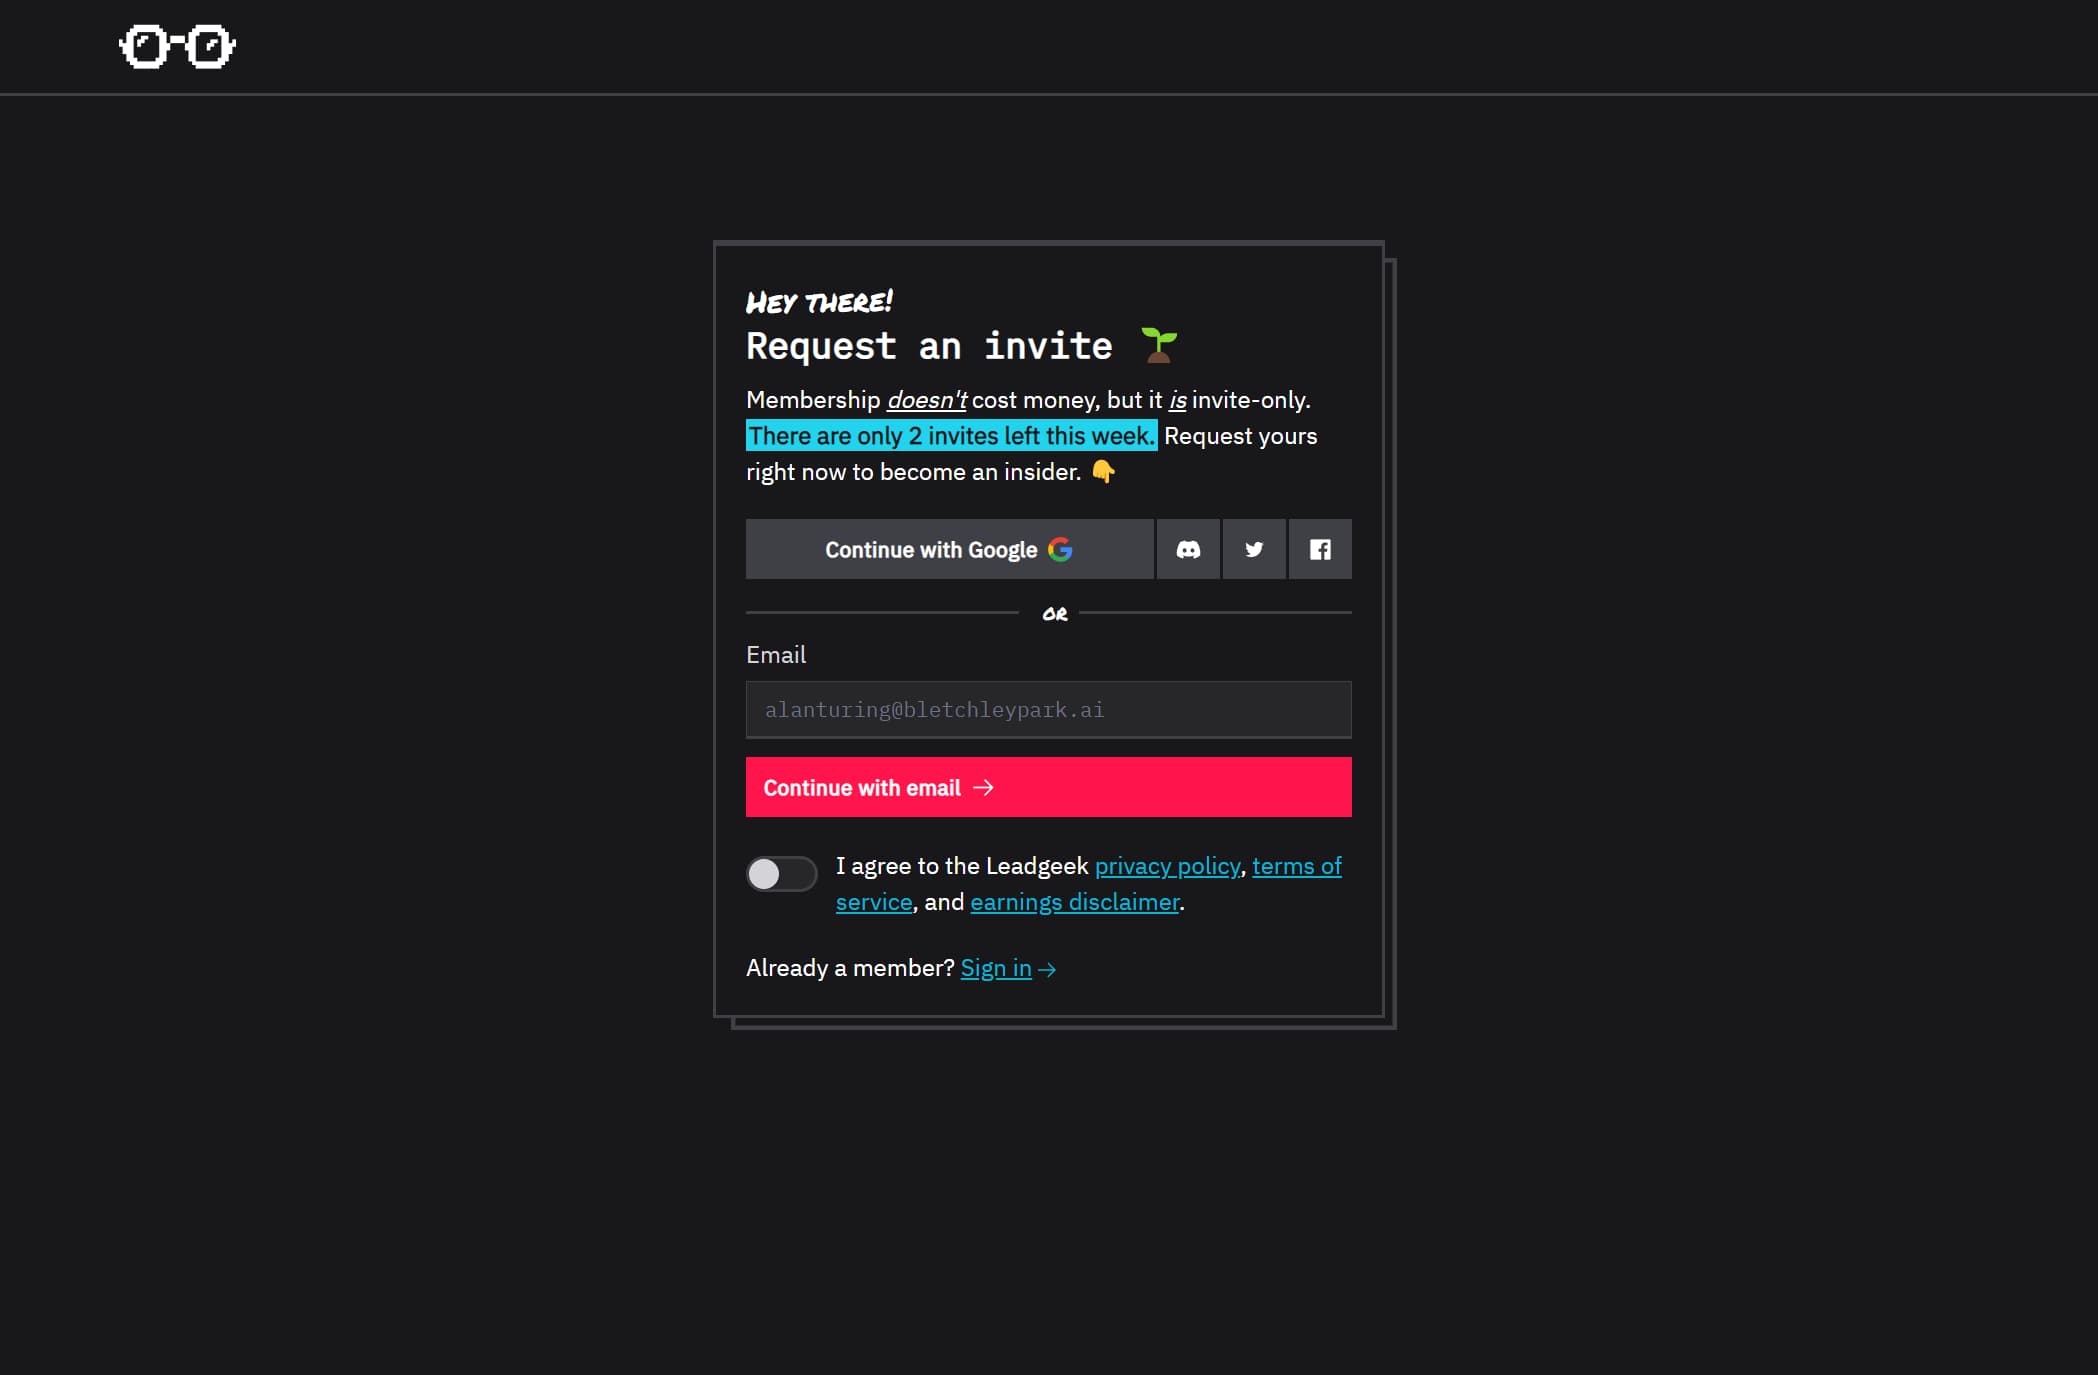 Hey there!
Request an invite 🌱
Membership doesn't cost money, but it is invite-only.
There are only 2 invites left this week. Request yours
right now to become an insider. 👇
Continue with Google
OR
Email
alanturing@bletchleypark.ai
Continue with email →
I agree to the Leadgeek privacy policy, terms of
service, and earnings disclaimer.
Already a member? Sign in →